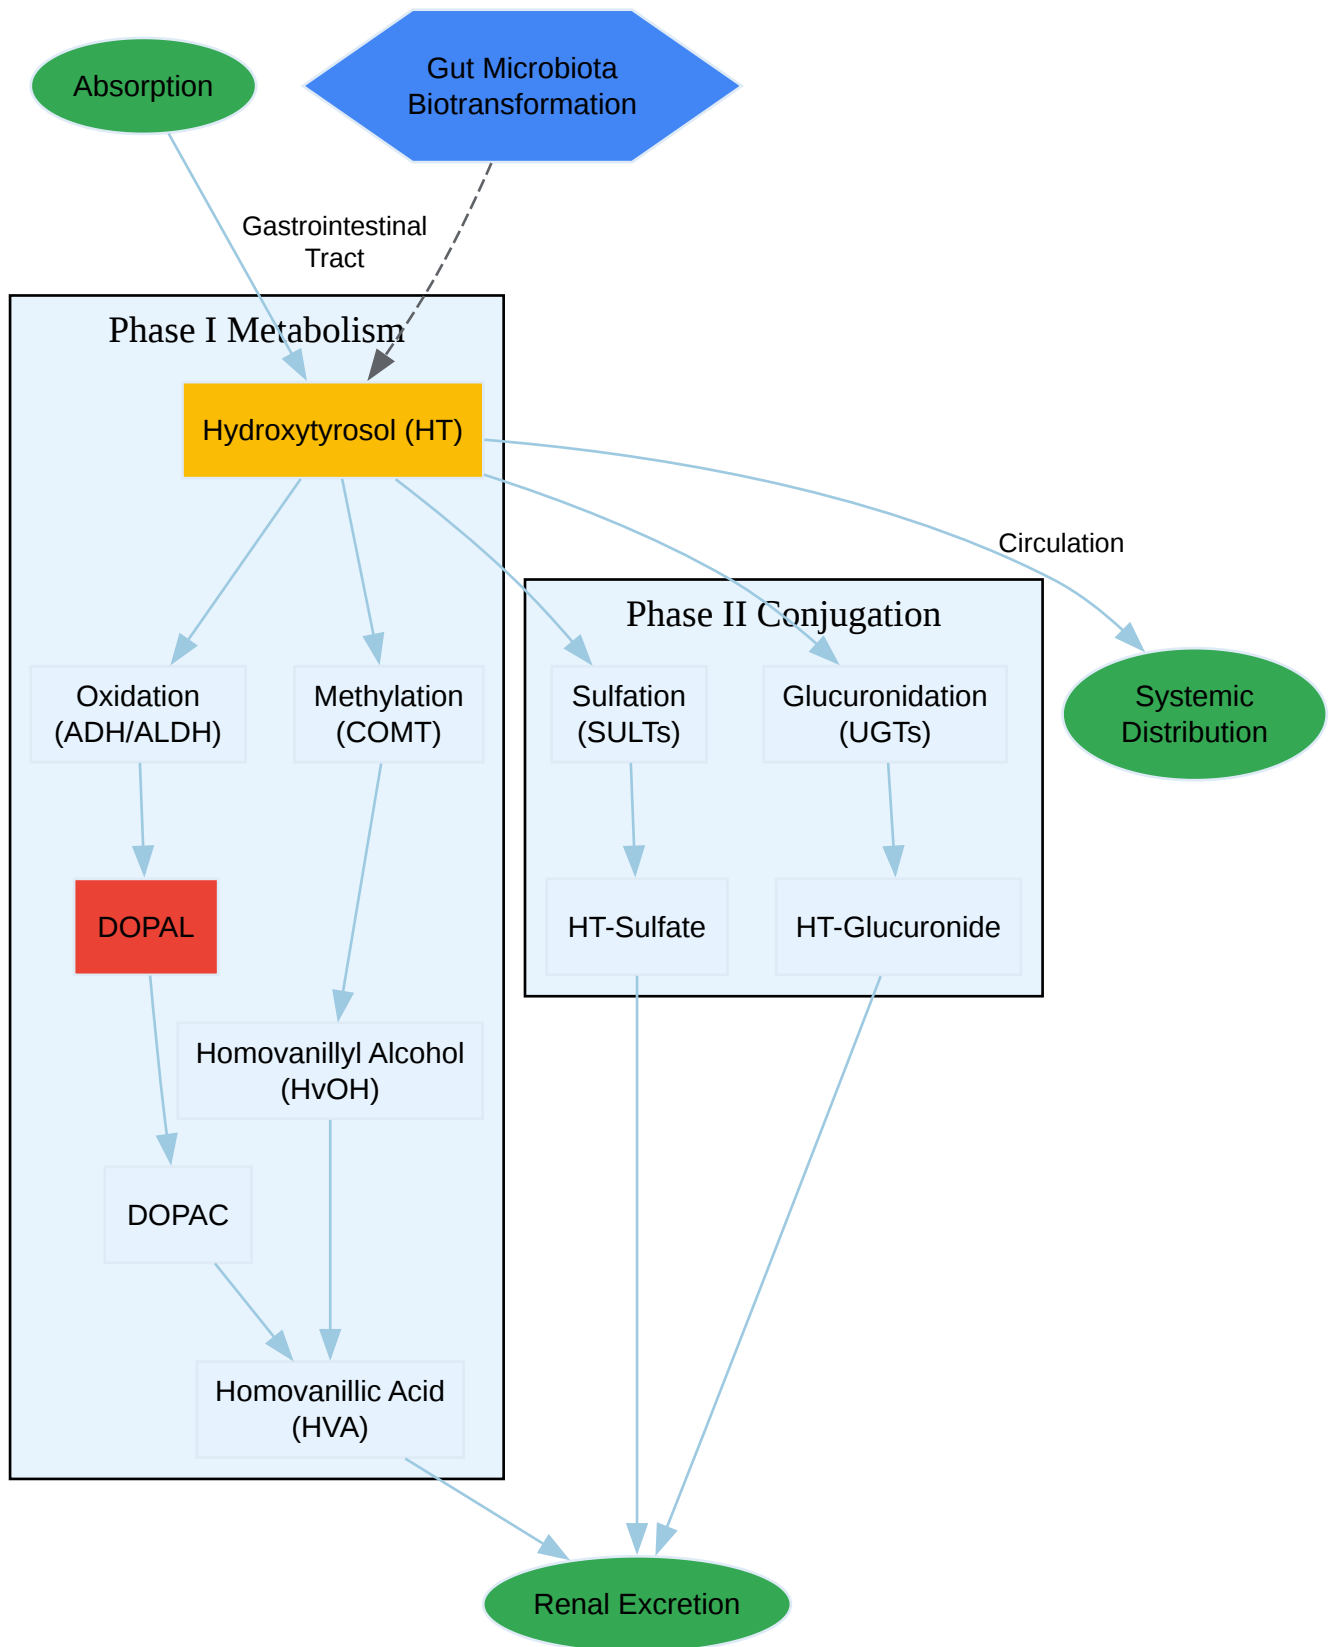 Absorption
Gut Microbiota
Biotransformation
Gastrointestinal
Tract
Phase I Metabolism
Hydroxytyrosol (HT)
Circulation
Phase II Conjugation
Oxidation
(ADH/ALDH)
Methylation
(COMT)
Sulfation
(SULTs)
Glucuronidation
(UGTs)
Systemic
Distribution
DOPAL
HT-Sulfate
HT-Glucuronide
Homovanillyl Alcohol
(HvOH)
DOPAC
Homovanillic Acid
(HVA)
Renal Excretion